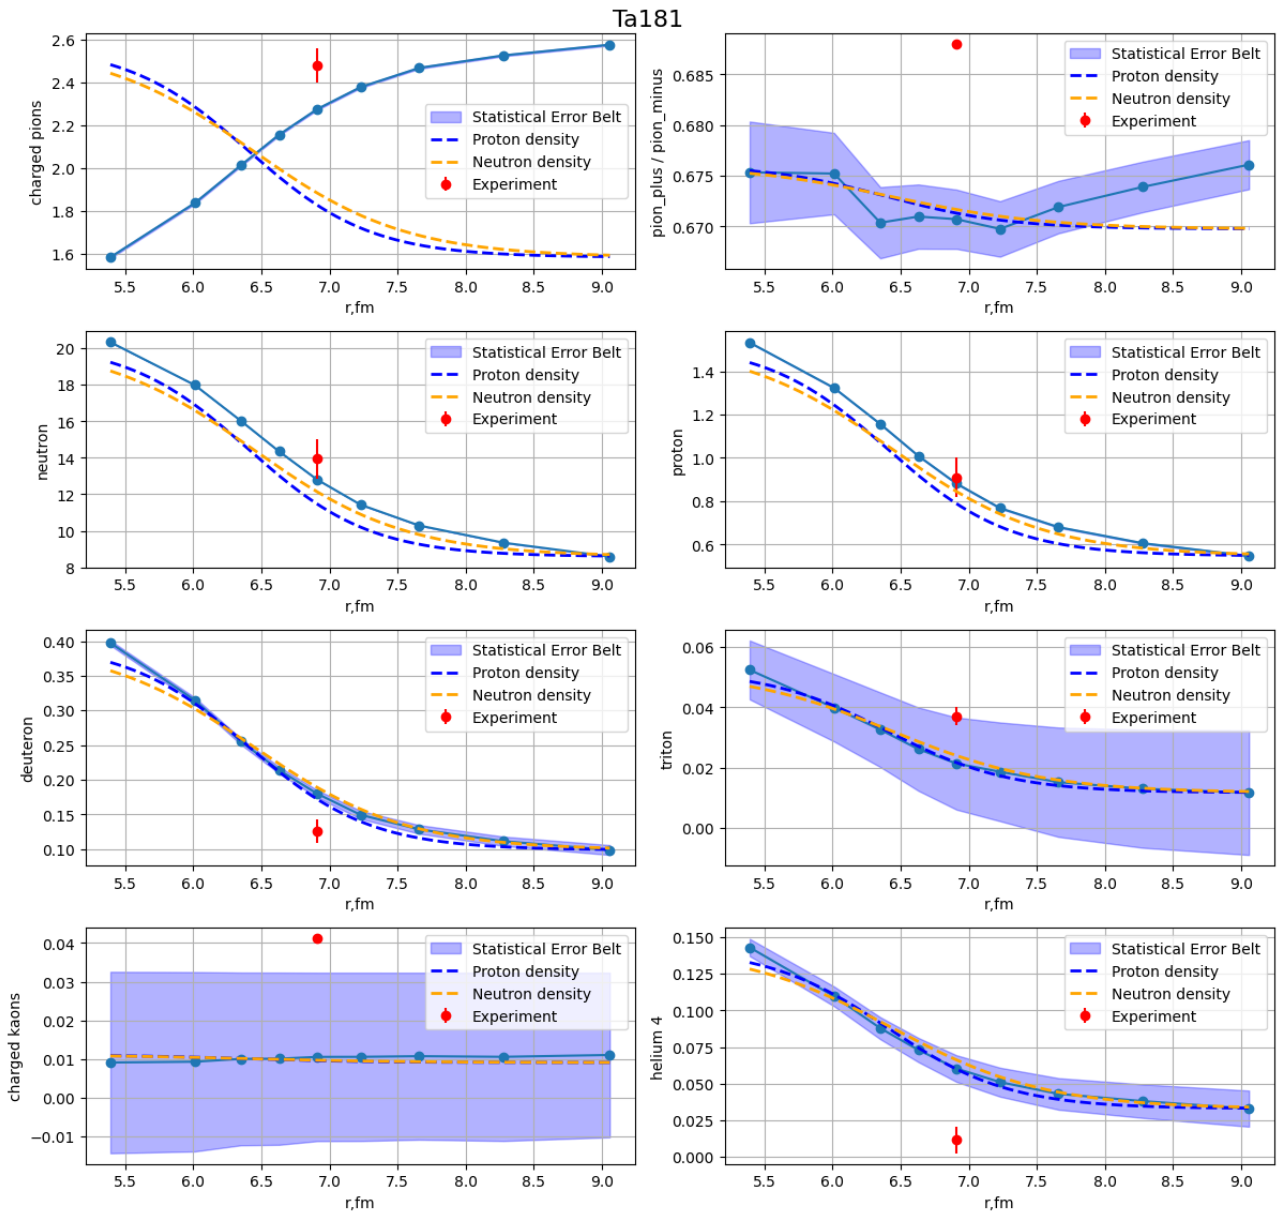 Ta181
charged pions
2.6
2.4
2.2
2.0
1.8
1.6
5.5 6.0 6.5 7.0 7.5 8.0 8.5 9.0
r,fm
Statistical Error Belt
Proton density
Neutron density
Experiment
pion_plus / pion_minus
0.685
0.680
0.675
0.670
5.5 6.0 6.5 7.0 7.5 8.0 8.5 9.0
r,fm
Statistical Error Belt
Proton density
Neutron density
Experiment
neutron
20
18
16
14
12
10
8
5.5 6.0 6.5 7.0 7.5 8.0 8.5 9.0
r,fm
Statistical Error Belt
Proton density
Neutron density
Experiment
proton
1.4
1.2
1.0
0.8
0.6
5.5 6.0 6.5 7.0 7.5 8.0 8.5 9.0
r,fm
Statistical Error Belt
Proton density
Neutron density
Experiment
deuteron
0.40
0.35
0.30
0.25
0.20
0.15
0.10
5.5 6.0 6.5 7.0 7.5 8.0 8.5 9.0
r,fm
Statistical Error Belt
Proton density
Neutron density
Experiment
triton
0.06
0.04
0.02
0.00
5.5 6.0 6.5 7.0 7.5 8.0 8.5 9.0
r,fm
Statistical Error Belt
Proton density
Neutron density
Experiment
charged kaons
0.04
0.03
0.02
0.01
0.00
−0.01
5.5 6.0 6.5 7.0 7.5 8.0 8.5 9.0
r,fm
Statistical Error Belt
Proton density
Neutron density
Experiment
helium 4
0.150
0.125
0.100
0.075
0.050
0.025
0.000
5.5 6.0 6.5 7.0 7.5 8.0 8.5 9.0
r,fm
Statistical Error Belt
Proton density
Neutron density
Experiment